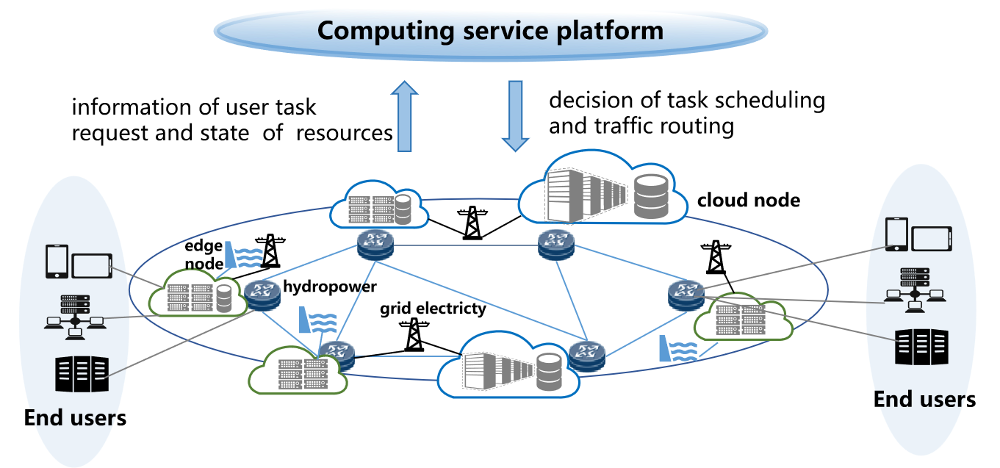 Computing service platform
information of user task
request and state of resources
decision of task scheduling
and traffic routing
cloud node
edge
node
hydropower
grid electricty
End users
End users